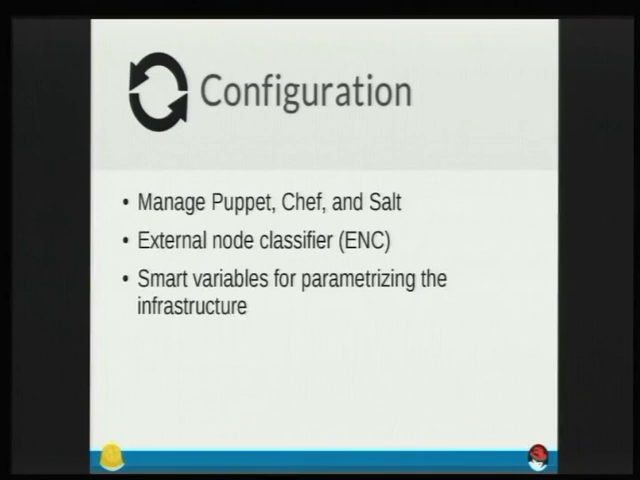 Configuration
• Manage Puppet, Chef, and Salt
• External node classifier (ENC)
• Smart variables for parametrizing the
infrastructure